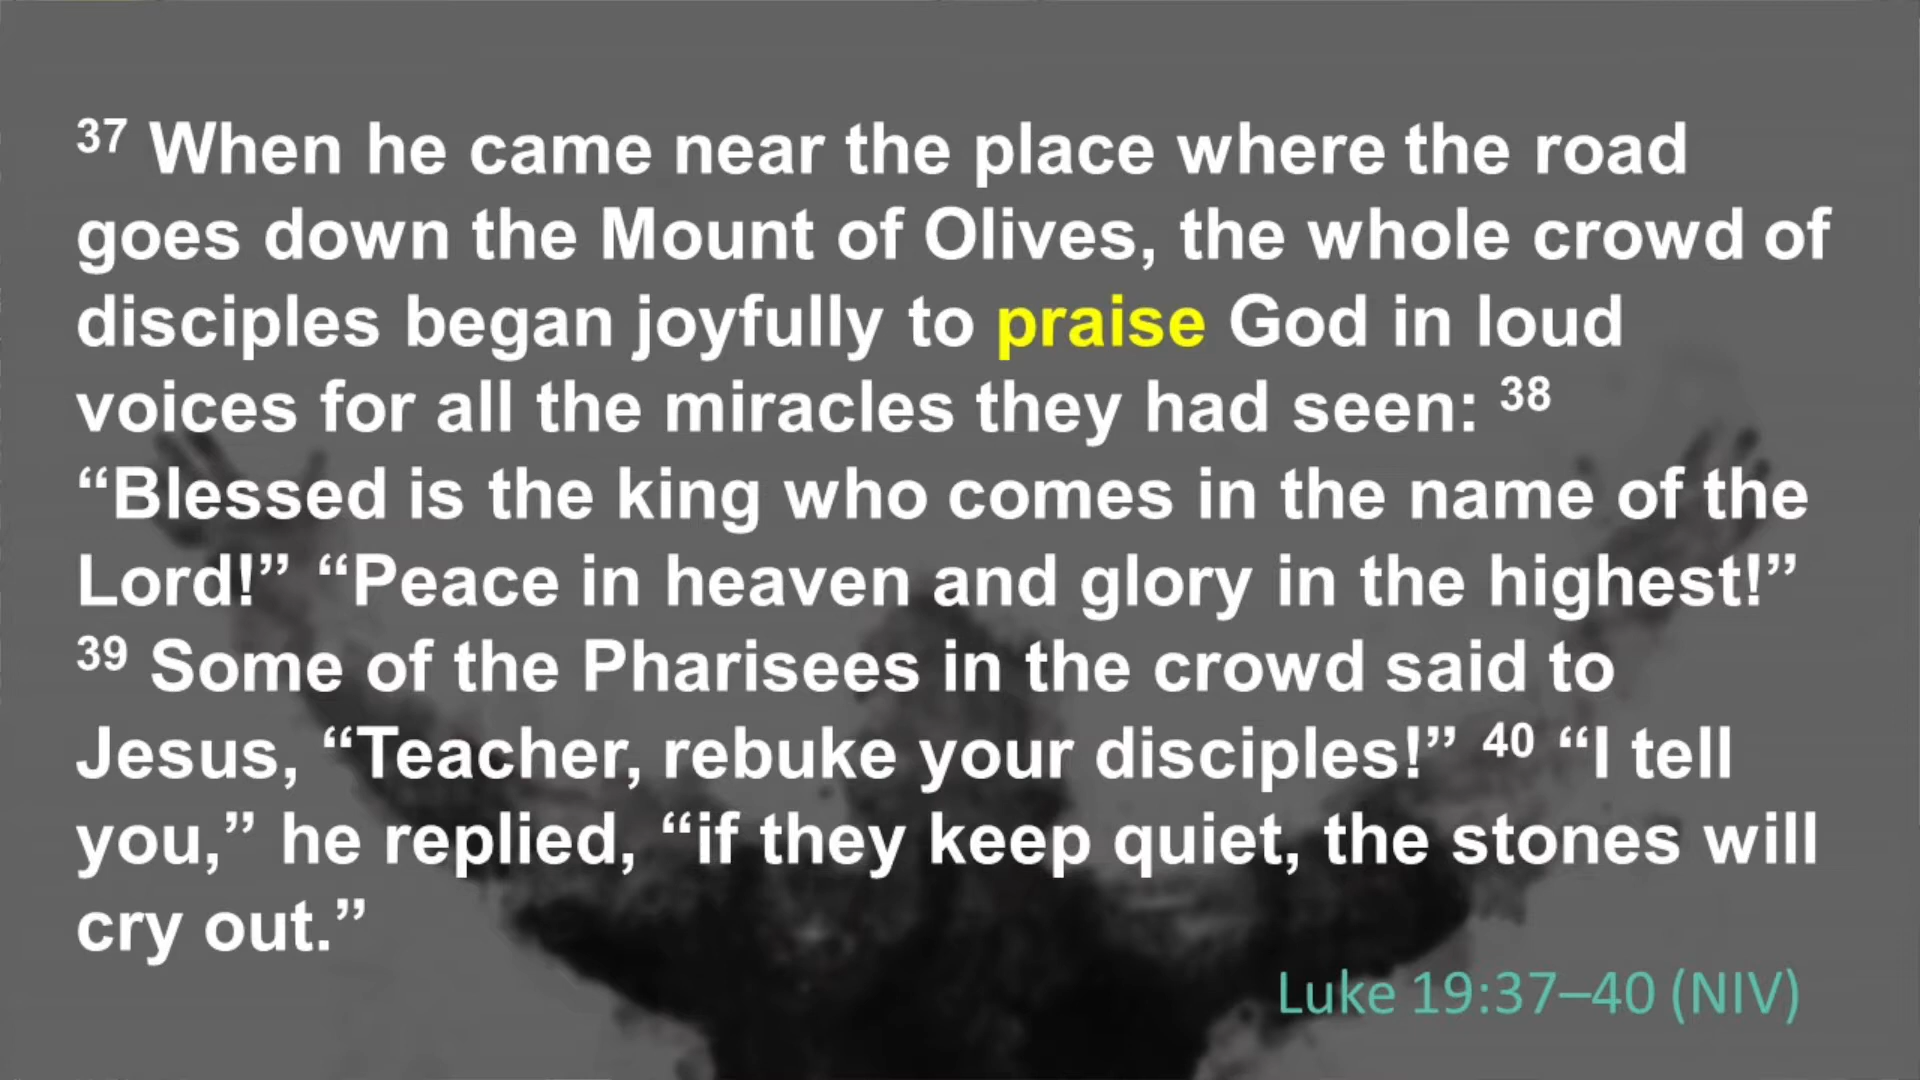 37 When he came near the place where the road
goes down the Mount of Olives, the whole crowd of
disciples began joyfully to praise God in loud
voices for all the miracles they had seen: 38
“Blessed is the king who comes in the name of the
Lord!” “Peace in heaven and glory in the highest!”
39 Some of the Pharisees in the crowd said to
Jesus, “Teacher, rebuke your disciples!” 40 “I tell
you,” he replied, “if they keep quiet, the stones will
cry out.”
Luke 19:37–40 (NIV)